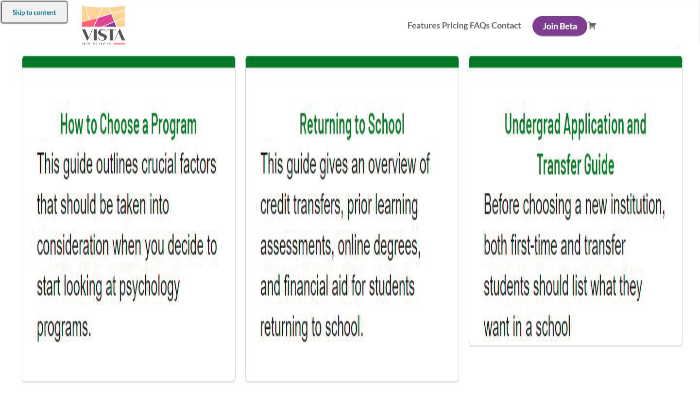 Skip to content
VISTA
Features Pricing FAQs Contact
Join Beta
How to Choose a Program
This guide outlines crucial factors
that should be taken into
consideration when you decide to
start looking at psychology
programs.
Returning to School
This guide gives an overview of
credit transfers, prior learning
assessments, online degrees,
and financial aid for students
returning to school.
Undergrad Application and
Transfer Guide
Before choosing a new institution,
both first-time and transfer
students should list what they
want in a school